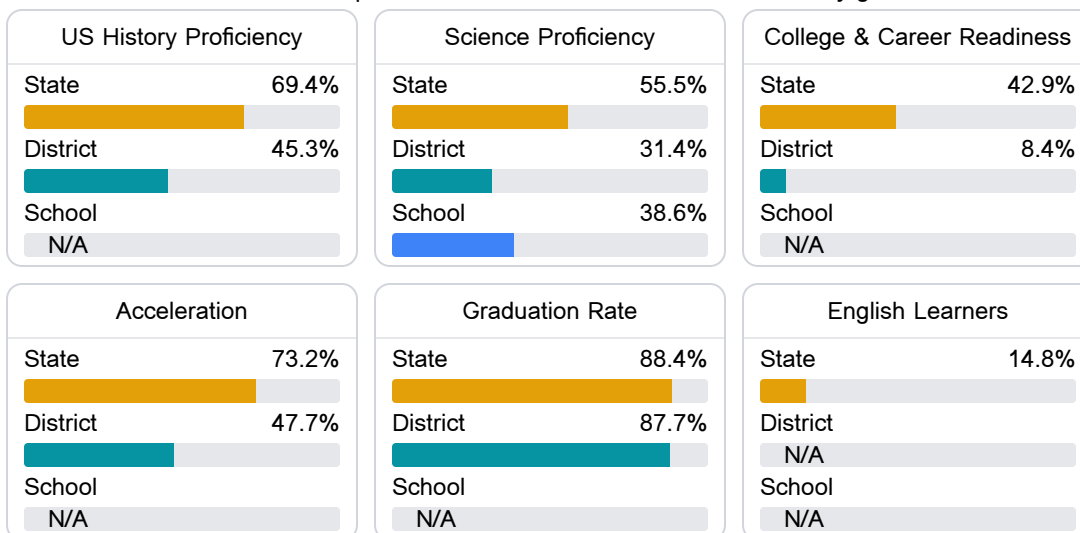 US History Proficiency
State 69.4%
District 45.3%
School
N/A
Science Proficiency
State 55.5%
District 31.4%
School 38.6%
College & Career Readiness
State 42.9%
District 8.4%
School
N/A
Acceleration
State 73.2%
District 47.7%
School
N/A
Graduation Rate
State 88.4%
District 87.7%
School
N/A
English Learners
State 14.8%
District
N/A
School
N/A